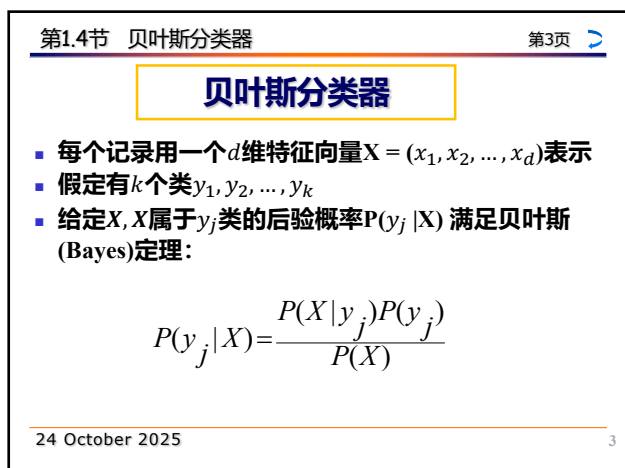 第1.4节 贝叶斯分类器 第3页
贝叶斯分类器
■ 每个记录用一个d维特征向量X = (x₁, x₂, …, x_d)表示
■ 假定有k个类y₁, y₂, …, y_k
■ 给定X, X属于y_j类的后验概率P(y_j |X) 满足贝叶斯
(Bayes)定理：
P(y_j|X)=P(X|y_j)P(y_j)/P(X)
24 October 2025 3